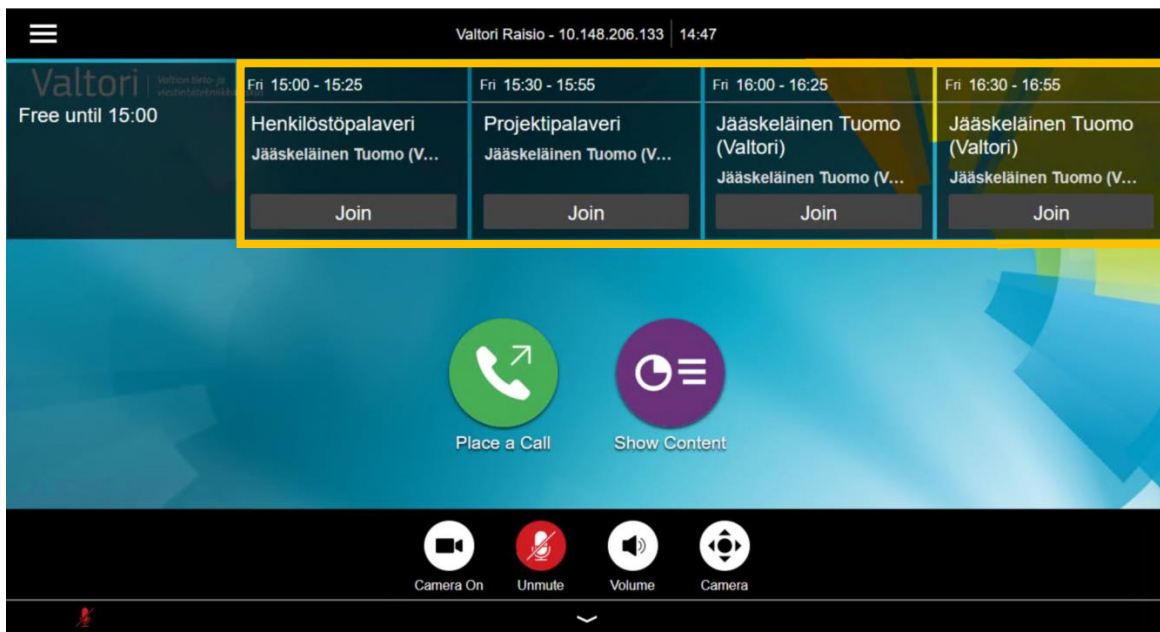 Valtori Raisio - 10.148.206.133 14:47
Valtori Valtion tieto- ja
Free until 15:00
Fri 15:00 - 15:25
Henkilöstöpalaveri
Jääskeläinen Tuomo (V...
Join
Fri 15:30 - 15:55
Projektipalaveri
Jääskeläinen Tuomo (V...
Join
Fri 16:00 - 16:25
Jääskeläinen Tuomo
(Valtori)
Jääskeläinen Tuomo (V...
Join
Fri 16:30 - 16:55
Jääskeläinen Tuomo
(Valtori)
Jääskeläinen Tuomo (V...
Join
Place a Call
Show Content
Camera On
Unmute
Volume
Camera